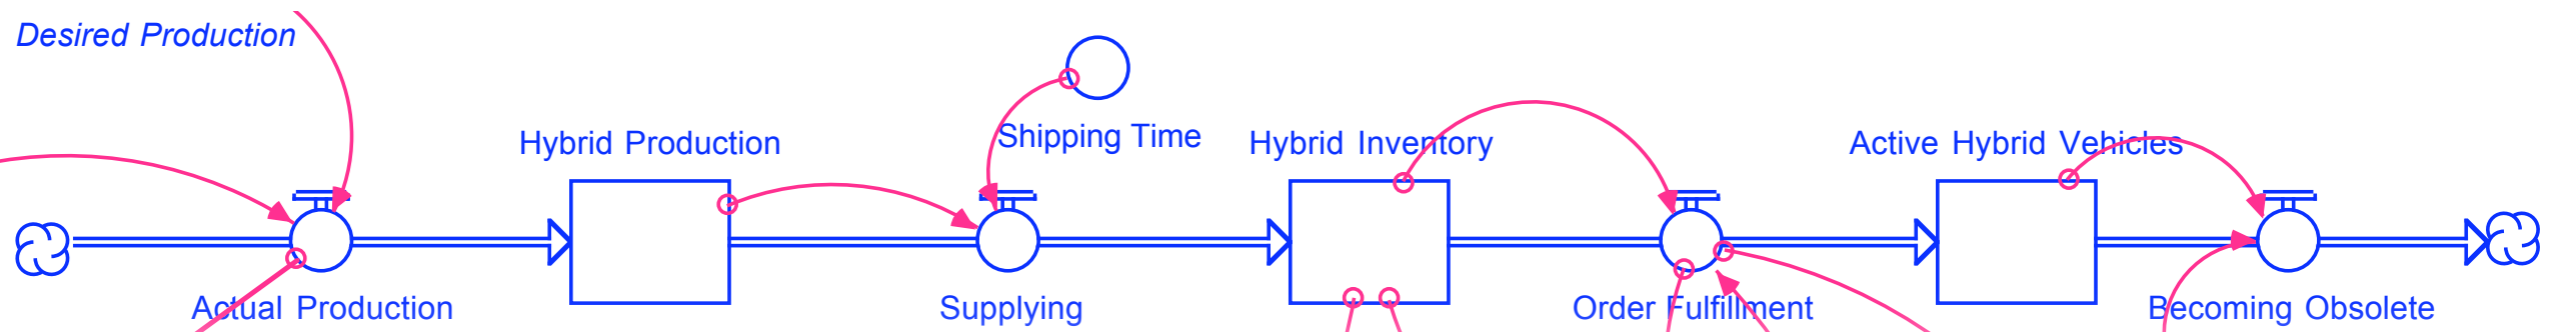 Desired Production
Shipping Time
Hybrid Production
Hybrid Inventory
Active Hybrid Vehicles
Actual Production
Supplying
Order Fulfillment
Becoming Obsolete